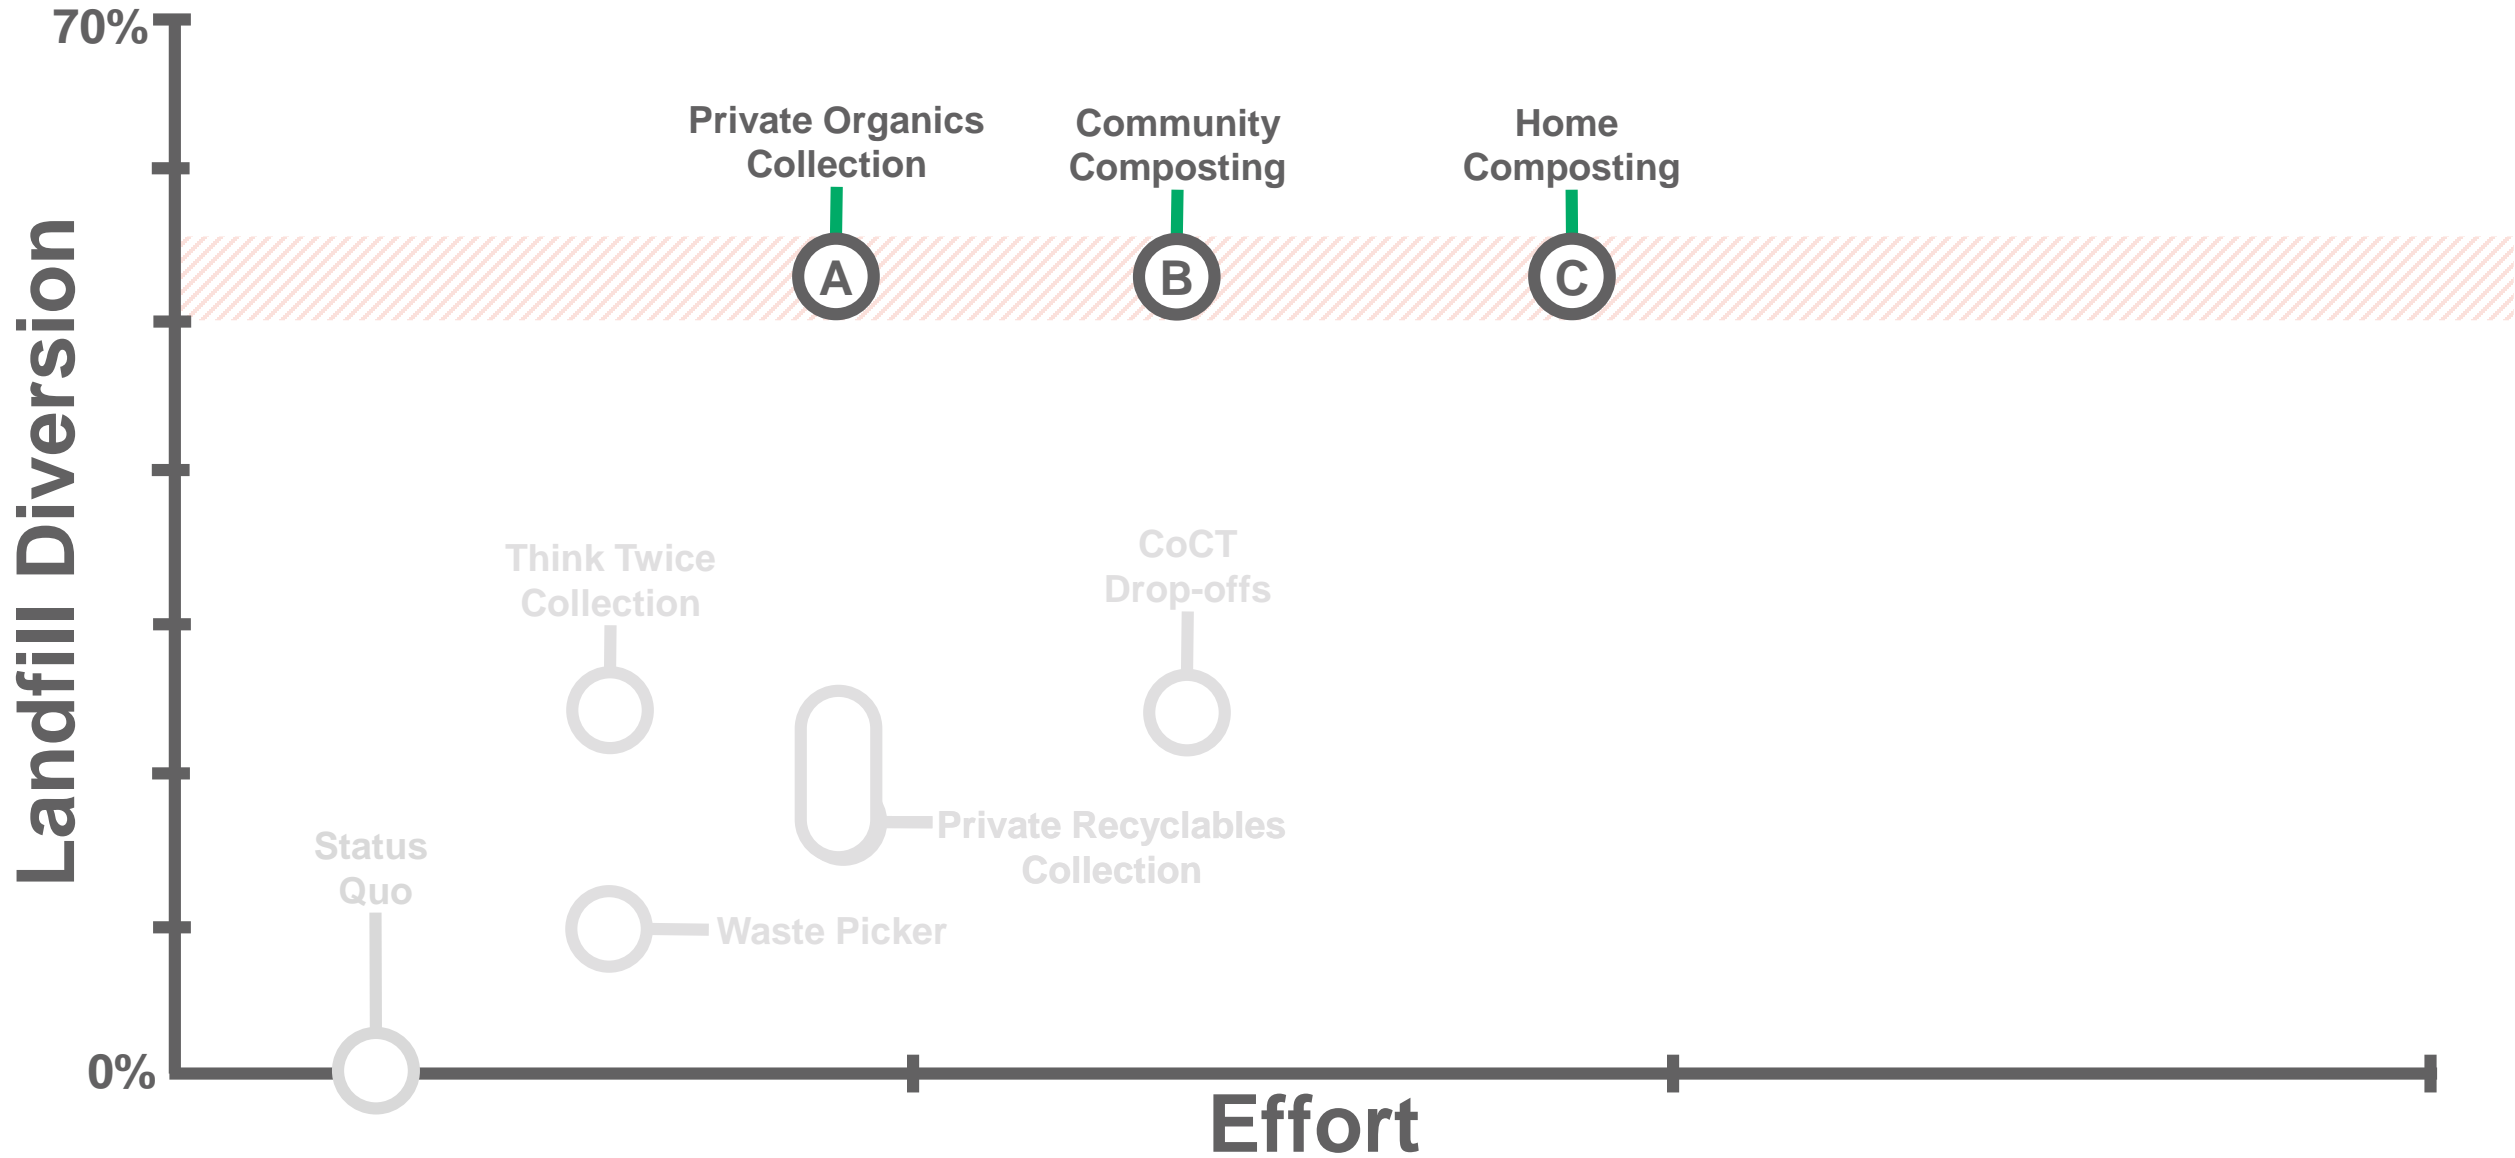 70%
Private Organics
Collection
Community
Composting
Home
Composting
A
B
C
Landfill Diversion
Think Twice
Collection
CoCT
Drop-offs
Private Recyclables
Collection
Status
Quo
Waste Picker
0%
Effort